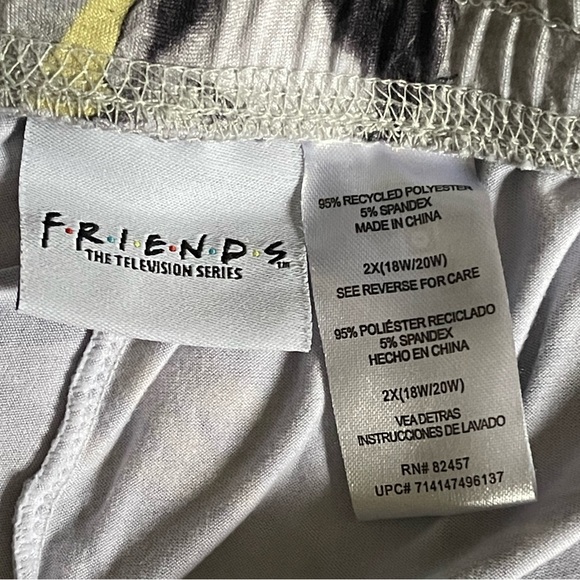 F·R·I·E·N·D·S™
THE TELEVISION SERIES
95% RECYCLED POLYESTER
5% SPANDEX
MADE IN CHINA
2X(18W/20W)
SEE REVERSE FOR CARE
95% POLIÉSTER RECICLADO
5% SPANDEX
HECHO EN CHINA
2X(18W/20W)
VEA DETRAS
INSTRUCCIONES DE LAVADO
RN# 82457
UPC# 714147496137